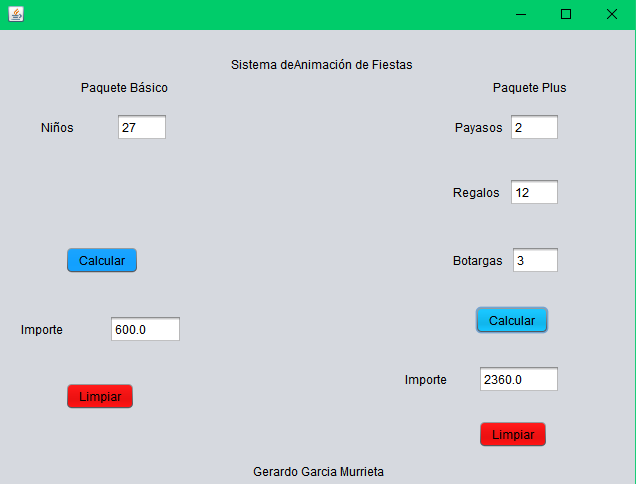 Sistema deAnimación de Fiestas
Paquete Básico
Paquete Plus
Niños 27
Payasos 2
Regalos 12
Calcular
Botargas 3
Importe 600.0
Calcular
Limpiar
Importe 2360.0
Limpiar
Gerardo Garcia Murrieta